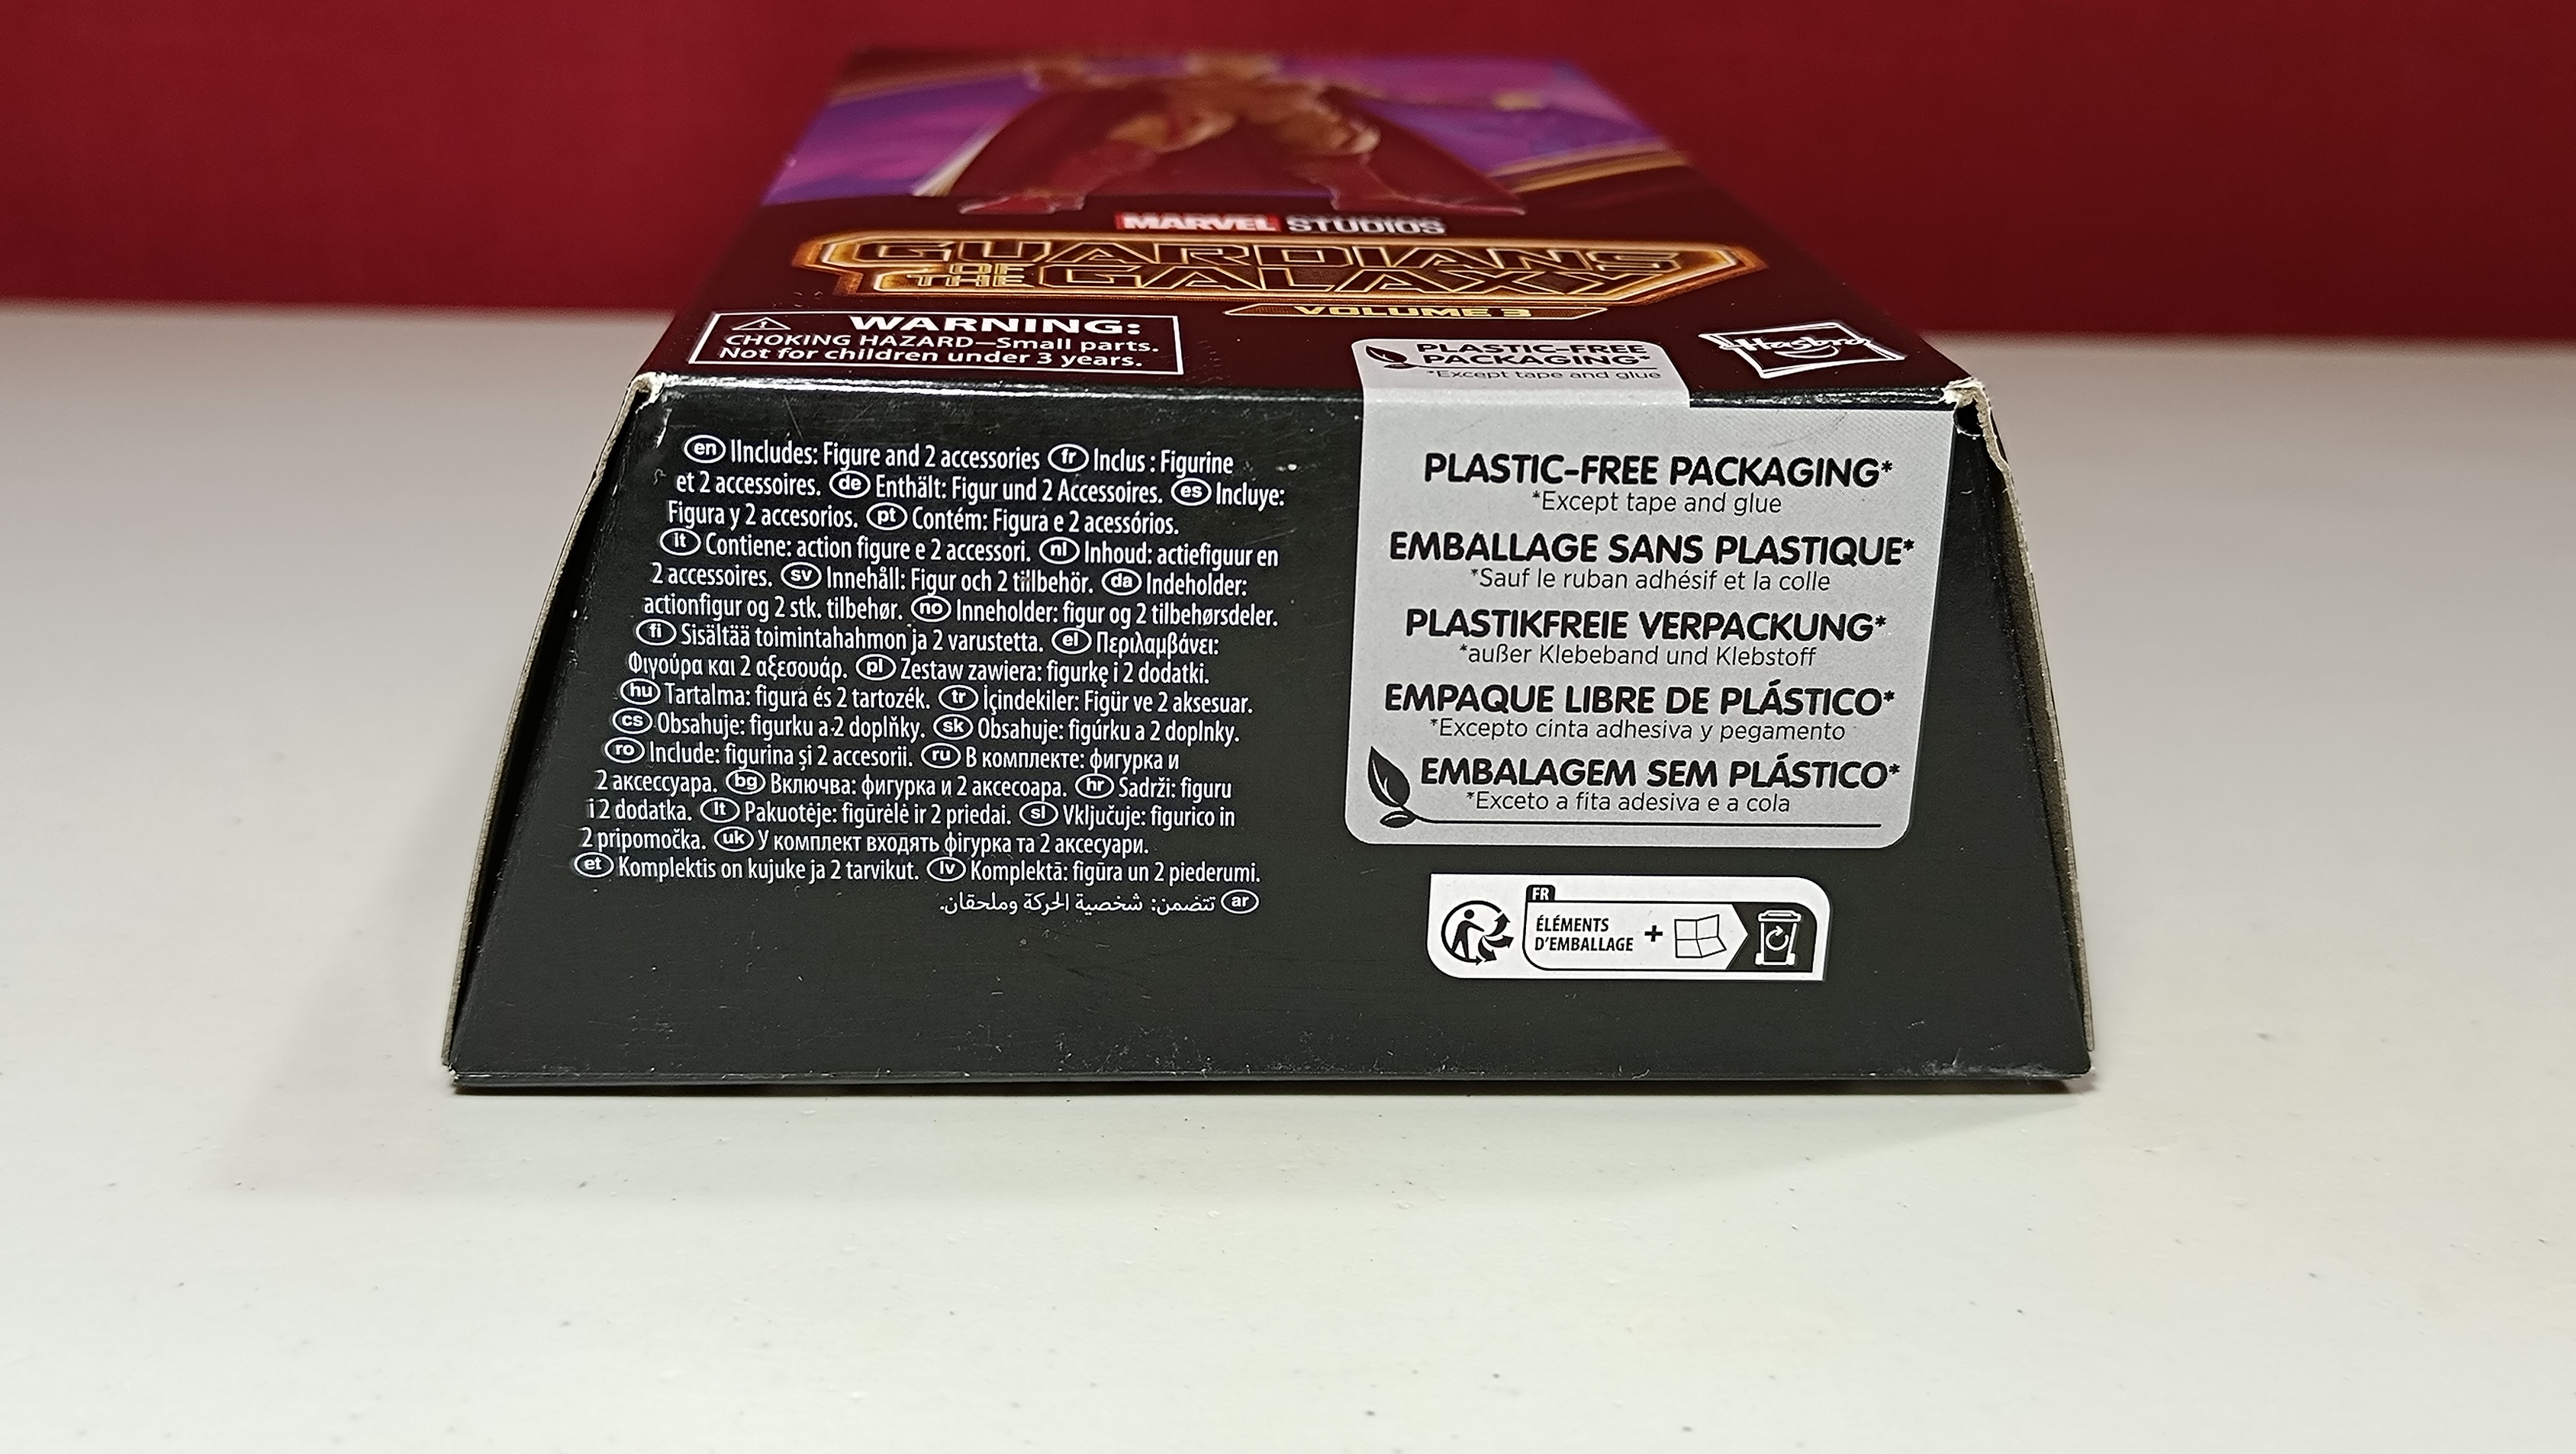 MARVEL STUDIOS
GUARDIANS
OF THE GALAXY
VOLUME 3
WARNING:
CHOKING HAZARD—Small parts.
Not for children under 3 years.
PLASTIC-FREE
PACKAGING*
*Except tape and glue
Hasbro
en IIncludes: Figure and 2 accessories fr Inclus : Figurine
et 2 accessoires. de Enthält: Figur und 2 Accessoires. es Incluye:
Figura y 2 accesorios. pt Contém: Figura e 2 acessórios.
it Contiene: action figure e 2 accessori. nl Inhoud: actiefiguur en
2 accessoires. sv Innehåll: Figur och 2 tillbehör. da Indeholder:
actionfigur og 2 stk. tilbehør. no Inneholder: figur og 2 tilbehørsdeler.
fi Sisältää toimintahahmon ja 2 varustetta. el Περιλαμβάνει:
Φιγούρα και 2 αξεσουάρ. pl Zestaw zawiera: figurkę i 2 dodatki.
hu Tartalma: figura és 2 tartozék. tr İçindekiler: Figür ve 2 aksesuar.
cs Obsahuje: figurku a 2 doplňky. sk Obsahuje: figúrku a 2 doplnky.
ro Include: figurina și 2 accesorii. ru В комплекте: фигурка и
2 аксессуара. bg Включва: фигурка и 2 аксесоара. hr Sadrži: figuru
i 2 dodatka. lt Pakuotėje: figūrėlė ir 2 priedai. sl Vključuje: figurico in
2 pripomočka. uk У комплект входять фігурка та 2 аксесуари.
et Komplektis on kujuke ja 2 tarvikut. lv Komplektā: figūra un 2 piederumi.
ar تتضمن: شخصية الحركة وملحقان.
PLASTIC-FREE PACKAGING*
*Except tape and glue
EMBALLAGE SANS PLASTIQUE*
*Sauf le ruban adhésif et la colle
PLASTIKFREIE VERPACKUNG*
*außer Klebeband und Klebstoff
EMPAQUE LIBRE DE PLÁSTICO*
*Excepto cinta adhesiva y pegamento
EMBALAGEM SEM PLÁSTICO*
*Exceto a fita adesiva e a cola
FR
ÉLÉMENTS
D'EMBALLAGE +